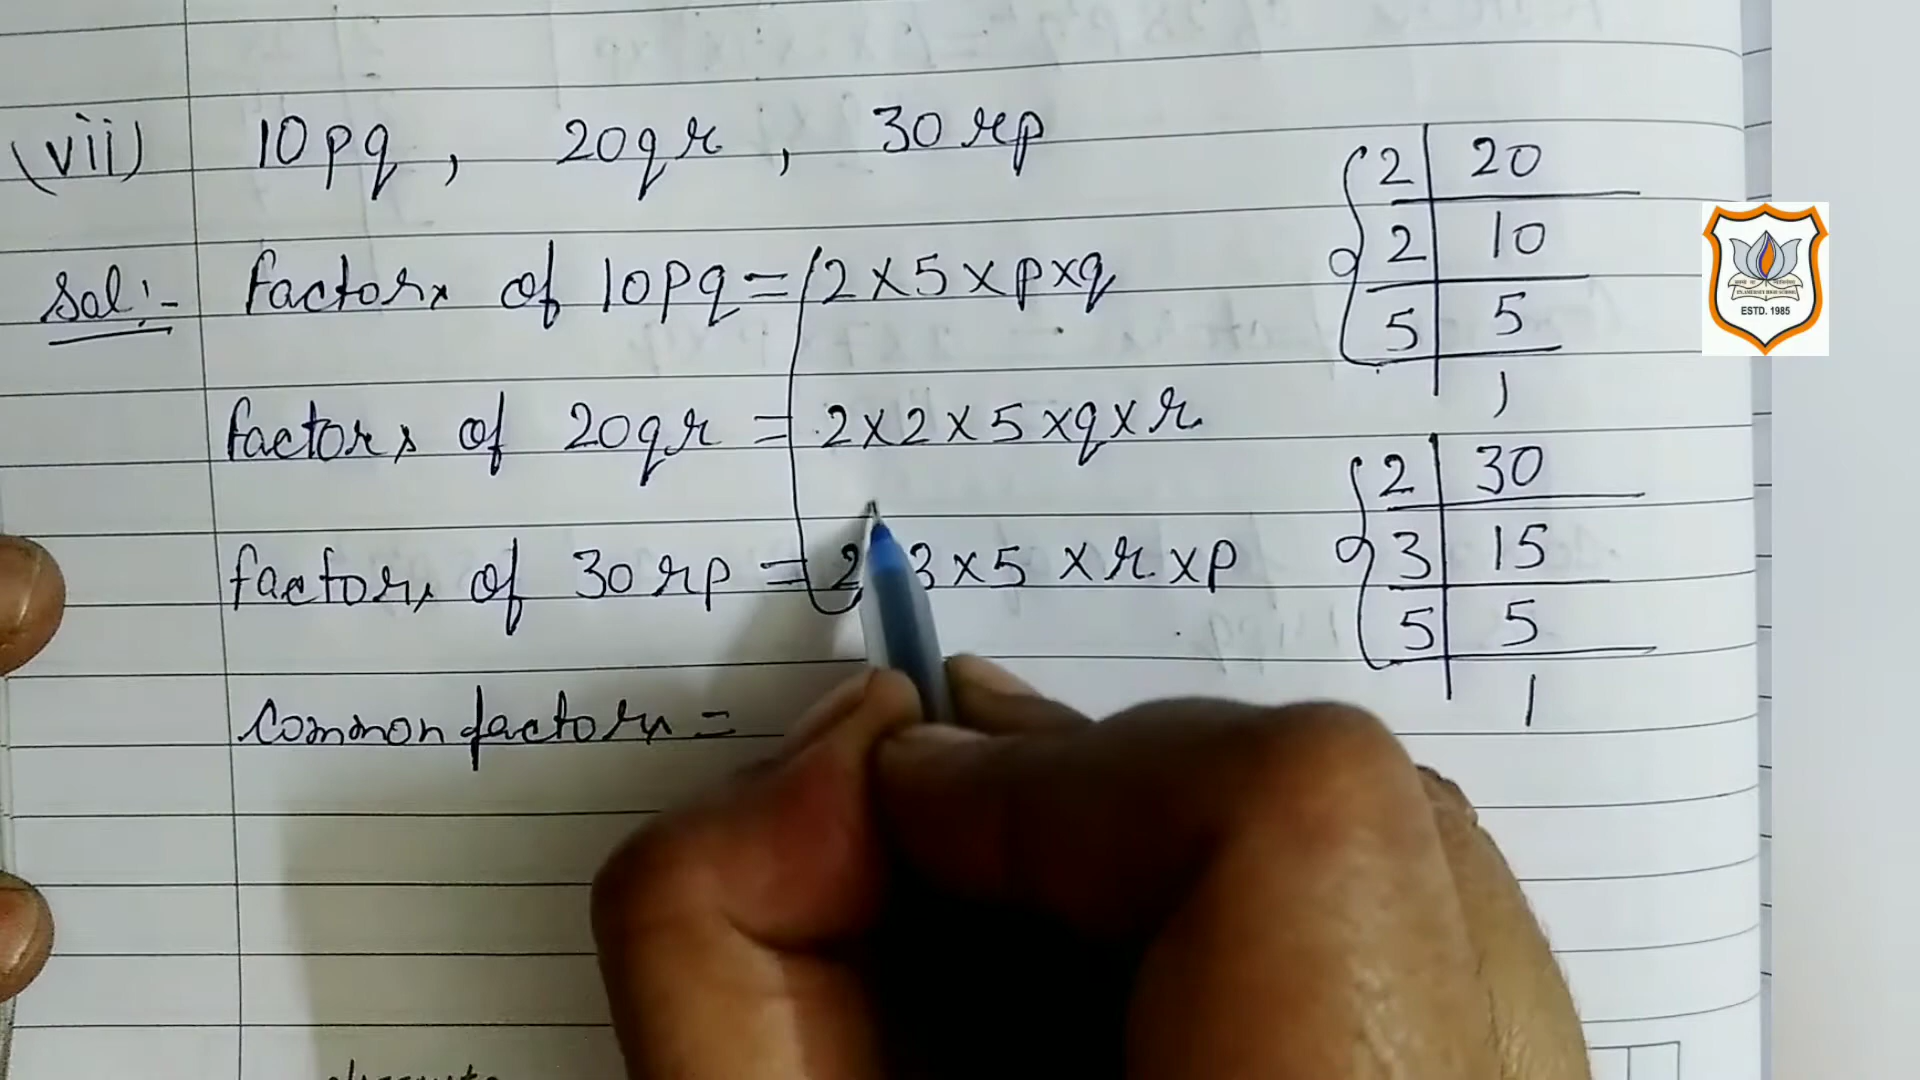 (vii) 10pq, 20qr, 30rp
Sol:- factors of 10pq = 2×5×p×q
factors of 20qr = 2×2×5×q×r
factors of 30rp = 2 3×5×r×p
common factors =
2 | 20
2 | 10
5 | 5
1
2 | 30
3 | 15
5 | 5
1
ESTD. 1985